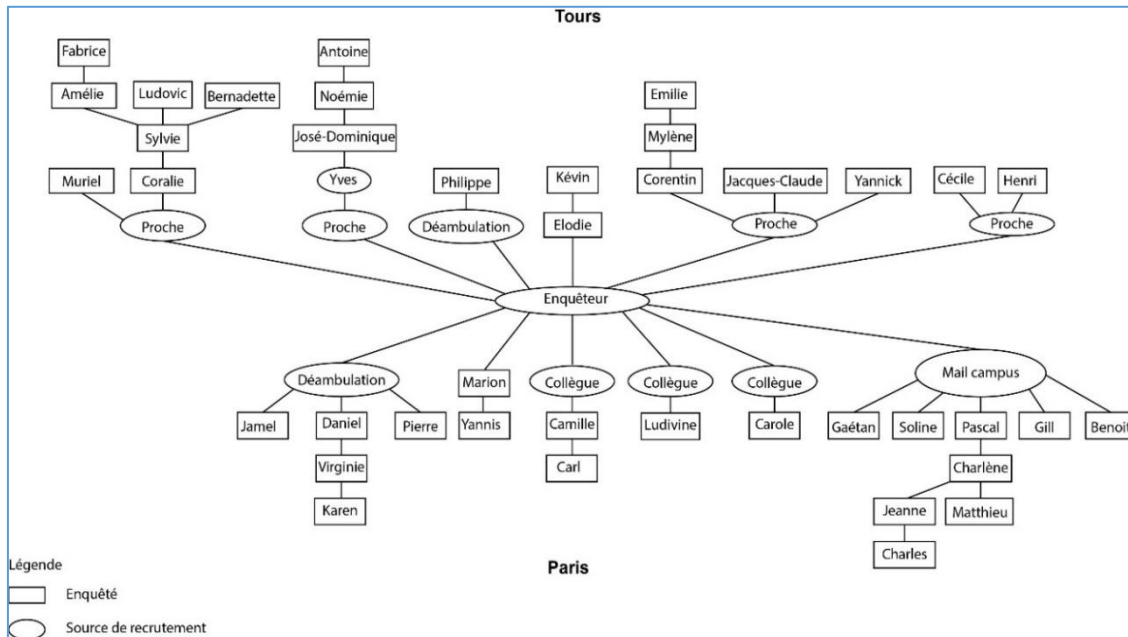 Tours
Fabrice
Antoine
Amélie
Ludovic
Bernadette
Noémie
Emilie
Sylvie
José-Dominique
Mylène
Muriel
Coralie
Yves
Philippe
Kévin
Corentin
Jacques-Claude
Yannick
Cécile
Henri
Proche
Proche
Déambulation
Elodie
Proche
Proche
Enquêteur
Déambulation
Marion
Collègue
Collègue
Collègue
Mail campus
Jamel
Daniel
Pierre
Yannis
Camille
Ludivine
Carole
Gaétan
Soline
Pascal
Gill
Benoit
Virginie
Carl
Charlène
Karen
Jeanne
Matthieu
Charles
Légende
Paris
Enquêté
Source de recrutement